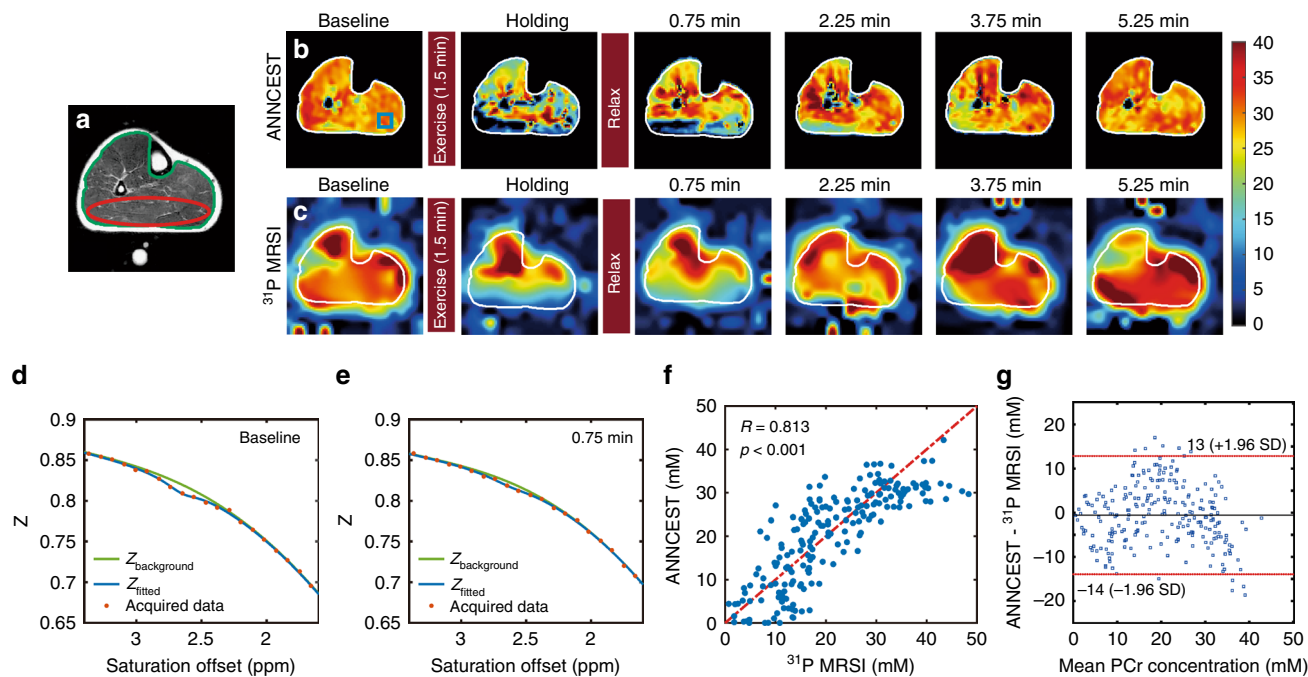 a
b
ANNCEST
Baseline
Exercise (1.5 min)
Holding
Relax
0.75 min
2.25 min
3.75 min
5.25 min
40
35
30
25
20
15
10
5
0
c
³¹P MRSI
Baseline
Exercise (1.5 min)
Holding
Relax
0.75 min
2.25 min
3.75 min
5.25 min
d
Z
0.9
0.85
0.8
0.75
0.7
0.65
Baseline
Z background
Z fitted
Acquired data
3 2.5 2
Saturation offset (ppm)
e
Z
0.9
0.85
0.8
0.75
0.7
0.65
0.75 min
Z background
Z fitted
Acquired data
3 2.5 2
Saturation offset (ppm)
f
ANNCEST (mM)
50
40
30
20
10
0
R = 0.813
p < 0.001
0 10 20 30 40 50
³¹P MRSI (mM)
g
ANNCEST - ³¹P MRSI (mM)
20
10
0
−10
−20
13 (+1.96 SD)
−14 (−1.96 SD)
0 10 20 30 40 50
Mean PCr concentration (mM)